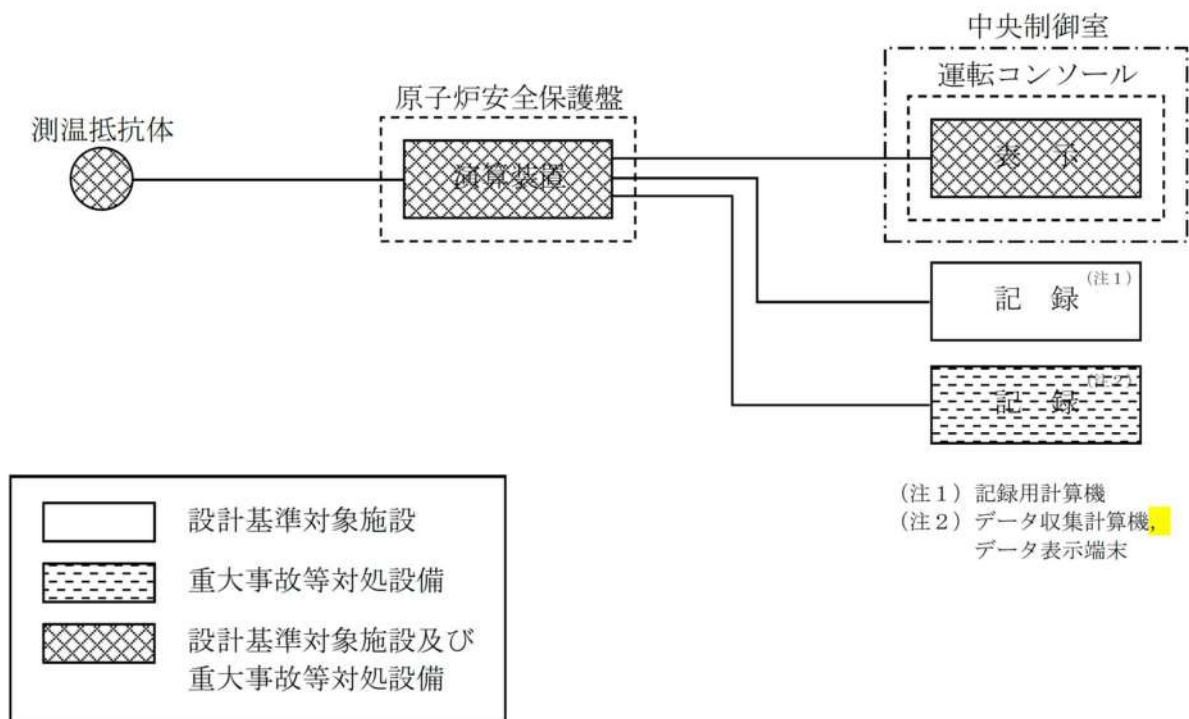 中央制御室
運転コンソール
原子炉安全保護盤
測温抵抗体
演算装置
表　示
記　録 (注1)
記　録 (注2)
(注1) 記録用計算機
(注2) データ収集計算機,
データ表示端末
設計基準対象施設
重大事故等対処設備
設計基準対象施設及び
重大事故等対処設備